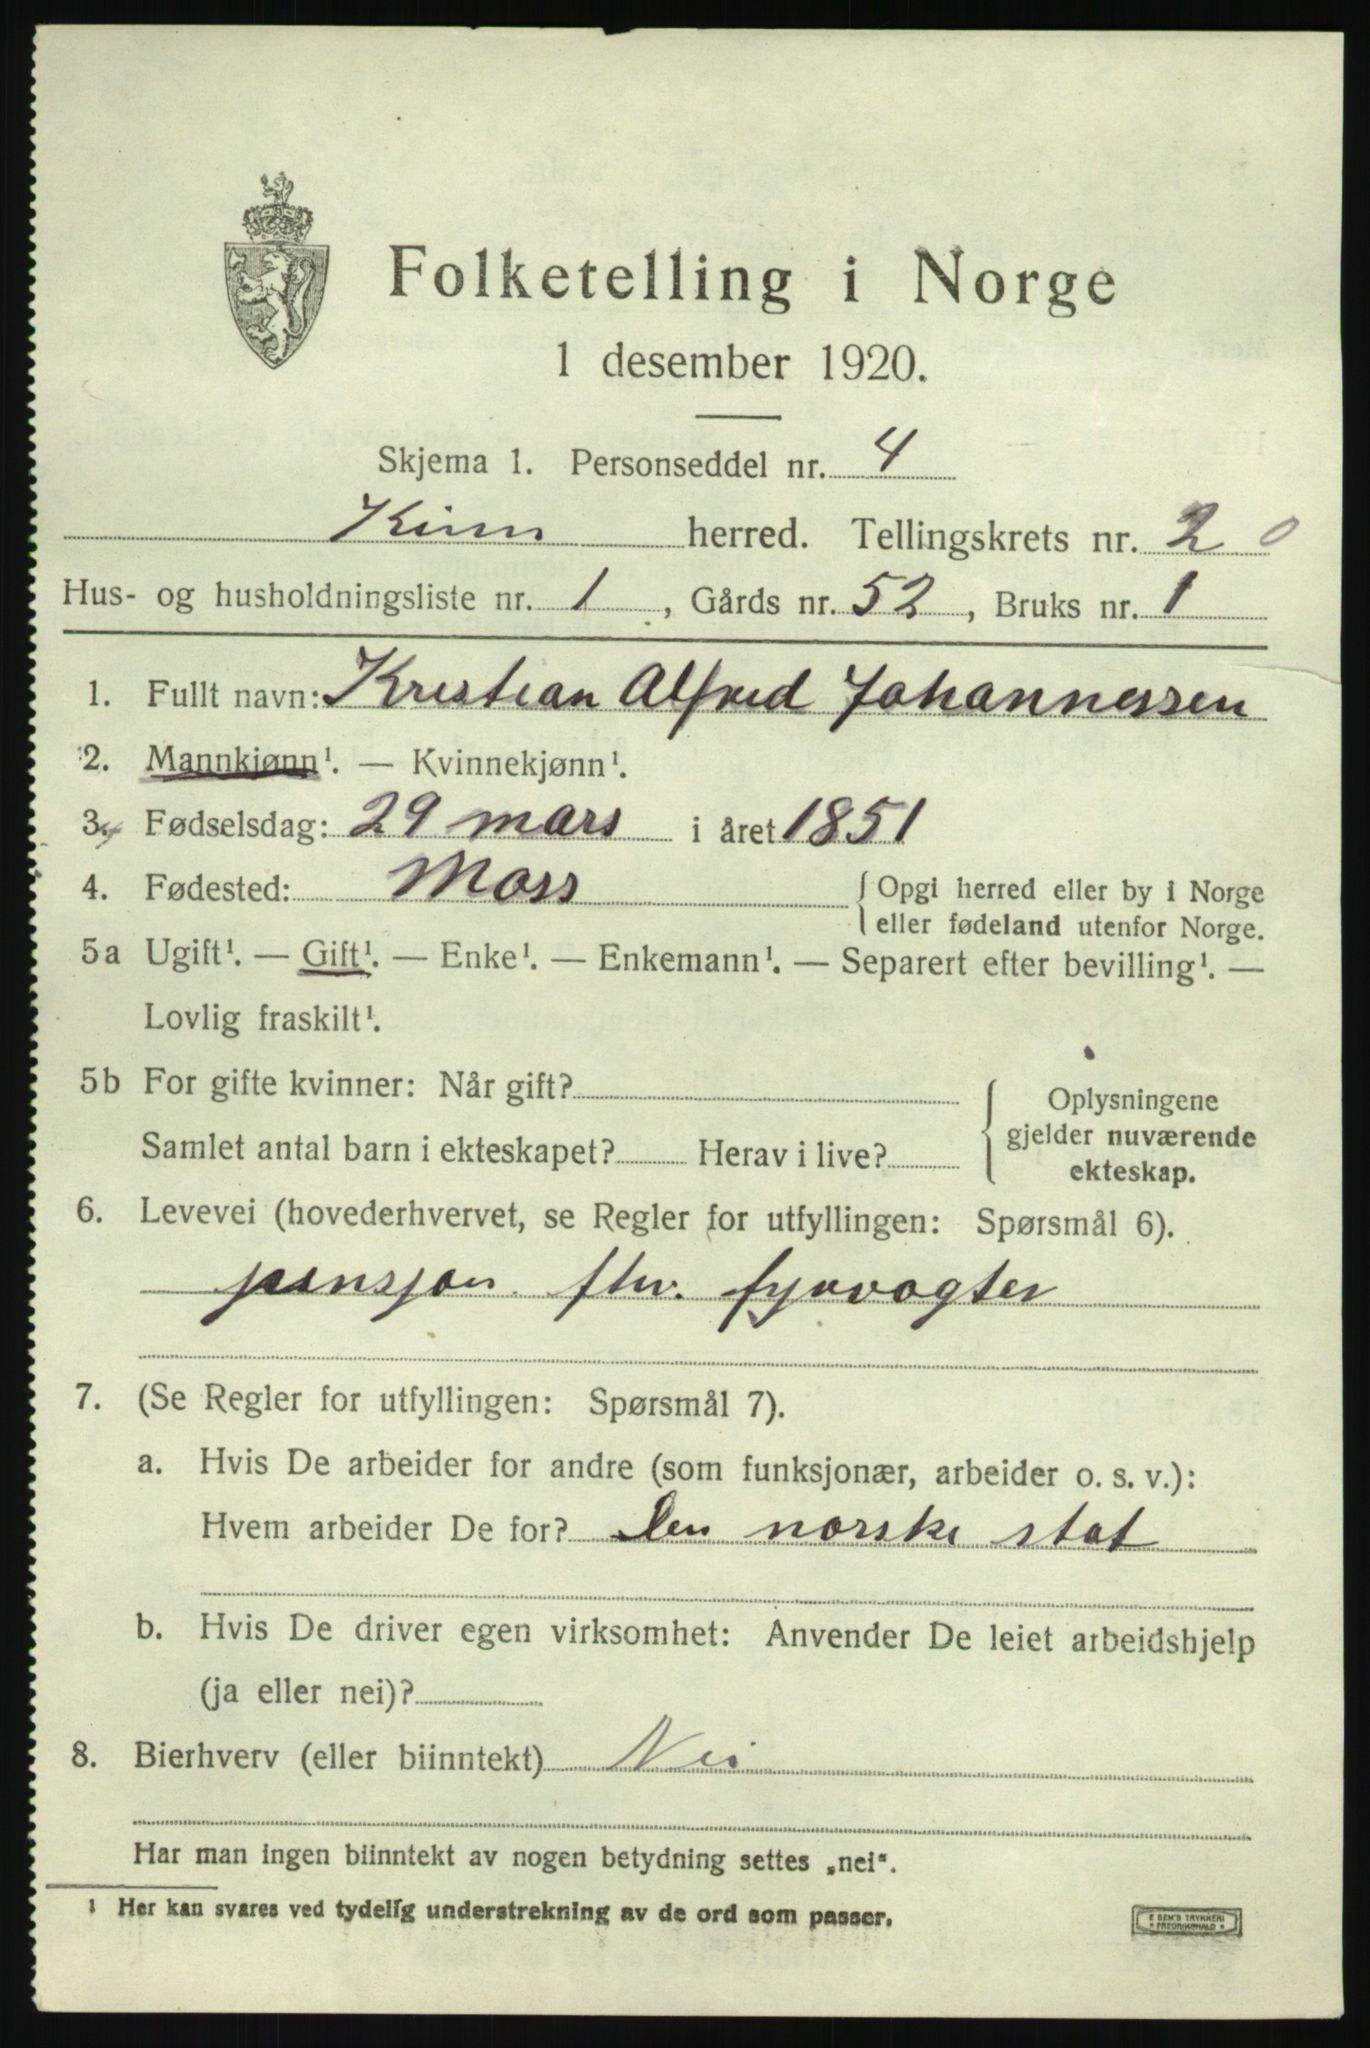 Folketelling i Norge
1 desember 1920.
Skjema 1. Personseddel nr. 4
Kinn herred. Tellingskrets nr. 2 0
Hus- og husholdningsliste nr. 1, Gårds nr. 52, Bruks nr. 1
1. Fullt navn: Kristian Alfred Johannessen
2. Mannkjønn¹. — Kvinnekjønn¹.
3. Fødselsdag: 29 mars i året 1851
4. Fødested: Moss { Opgi herred eller by i Norge
eller fødeland utenfor Norge.
5a Ugift¹. — Gift¹. — Enke¹. — Enkemann¹. — Separert efter bevilling¹. —
Lovlig fraskilt¹.
5b For gifte kvinner: Når gift?
Samlet antal barn i ekteskapet? Herav i live?
{ Oplysningene
gjelder nuværende
ekteskap.
6. Levevei (hovederhvervet, se Regler for utfyllingen: Spørsmål 6).
pensjon. fhv. fyrvogter
7. (Se Regler for utfyllingen: Spørsmål 7).
a. Hvis De arbeider for andre (som funksjonær, arbeider o. s. v.):
Hvem arbeider De for? Den norske stat
b. Hvis De driver egen virksomhet: Anvender De leiet arbeidshjelp
(ja eller nei)?
8. Bierhverv (eller biinntekt) Nei
Har man ingen biinntekt av nogen betydning settes „nei“.
¹ Her kan svares ved tydelig understrekning av de ord som passer.
E SEM'S TRYKKERI
FREDRIKSHALD